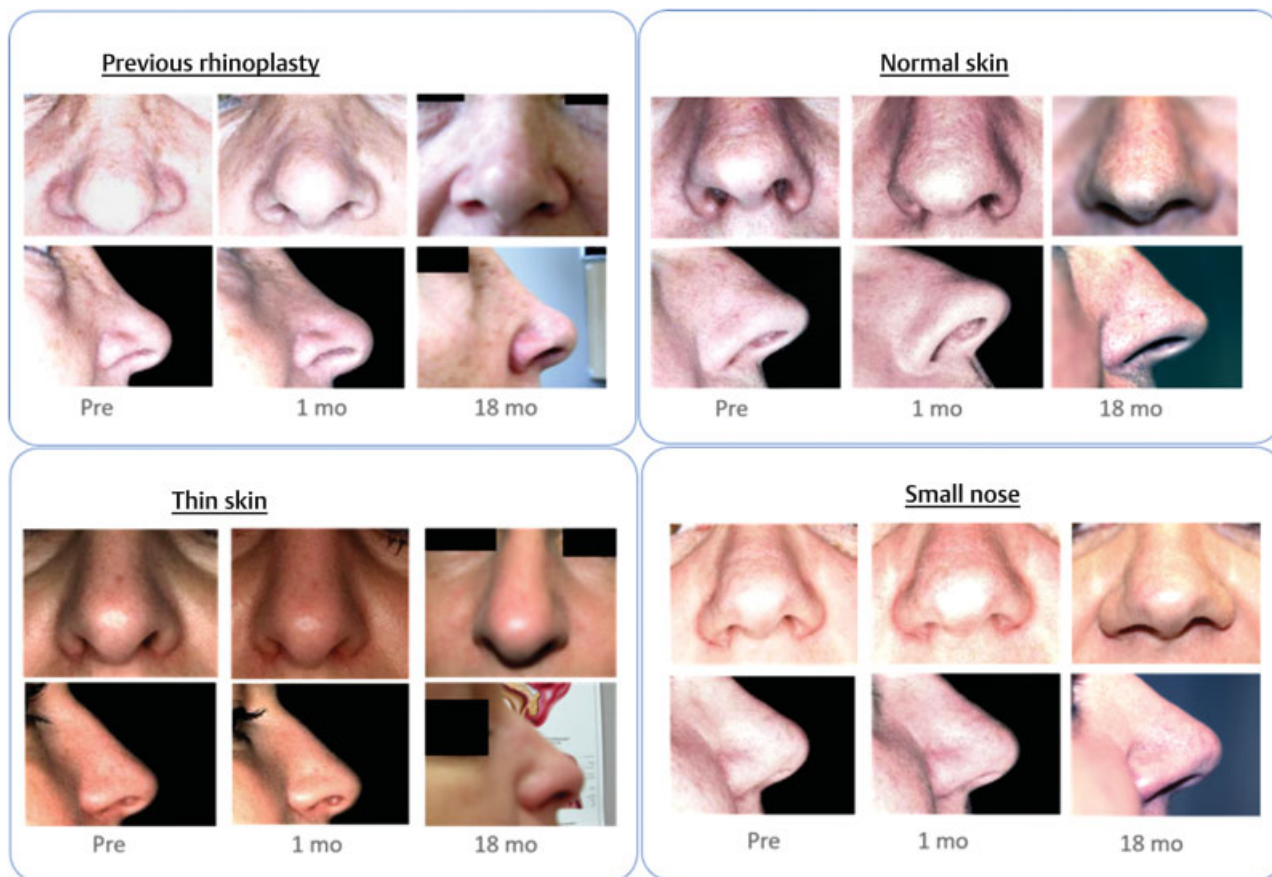 Previous rhinoplasty
Pre 1 mo 18 mo
Normal skin
Pre 1 mo 18 mo
Thin skin
Pre 1 mo 18 mo
Small nose
Pre 1 mo 18 mo